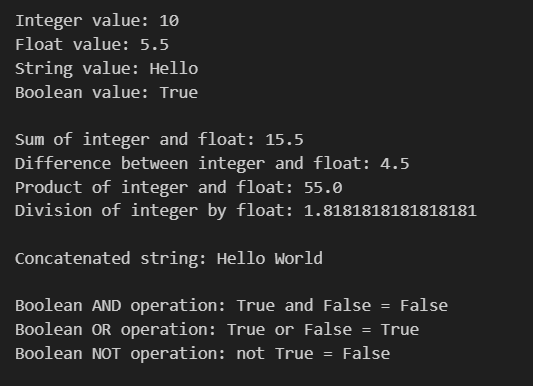 Integer value: 10
Float value: 5.5
String value: Hello
Boolean value: True
Sum of integer and float: 15.5
Difference between integer and float: 4.5
Product of integer and float: 55.0
Division of integer by float: 1.8181818181818181
Concatenated string: Hello World
Boolean AND operation: True and False = False
Boolean OR operation: True or False = True
Boolean NOT operation: not True = False